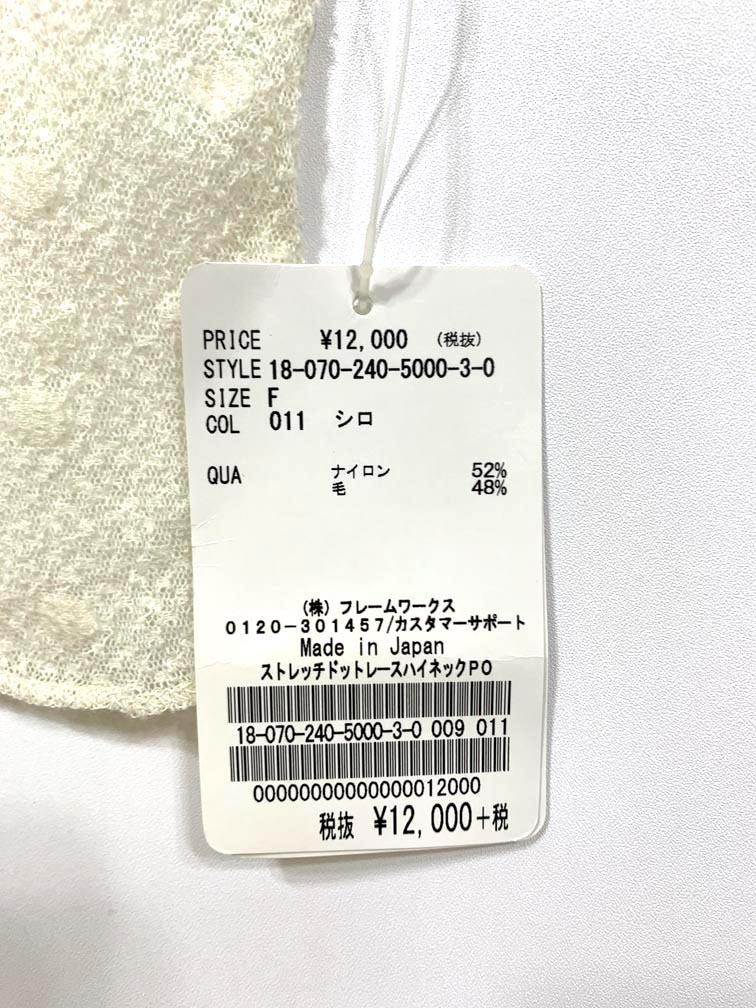 PRICE ¥12,000 (税抜)
STYLE 18-070-240-5000-3-0
SIZE F
COL 011 シロ
QUA ナイロン 52%
毛 48%
(株) フレームワークス
0120-301457/カスタマーサポート
Made in Japan
ストレッチドットレースハイネックPO
18-070-240-5000-3-0 009 011
00000000000000012000
税抜 ¥12,000+税